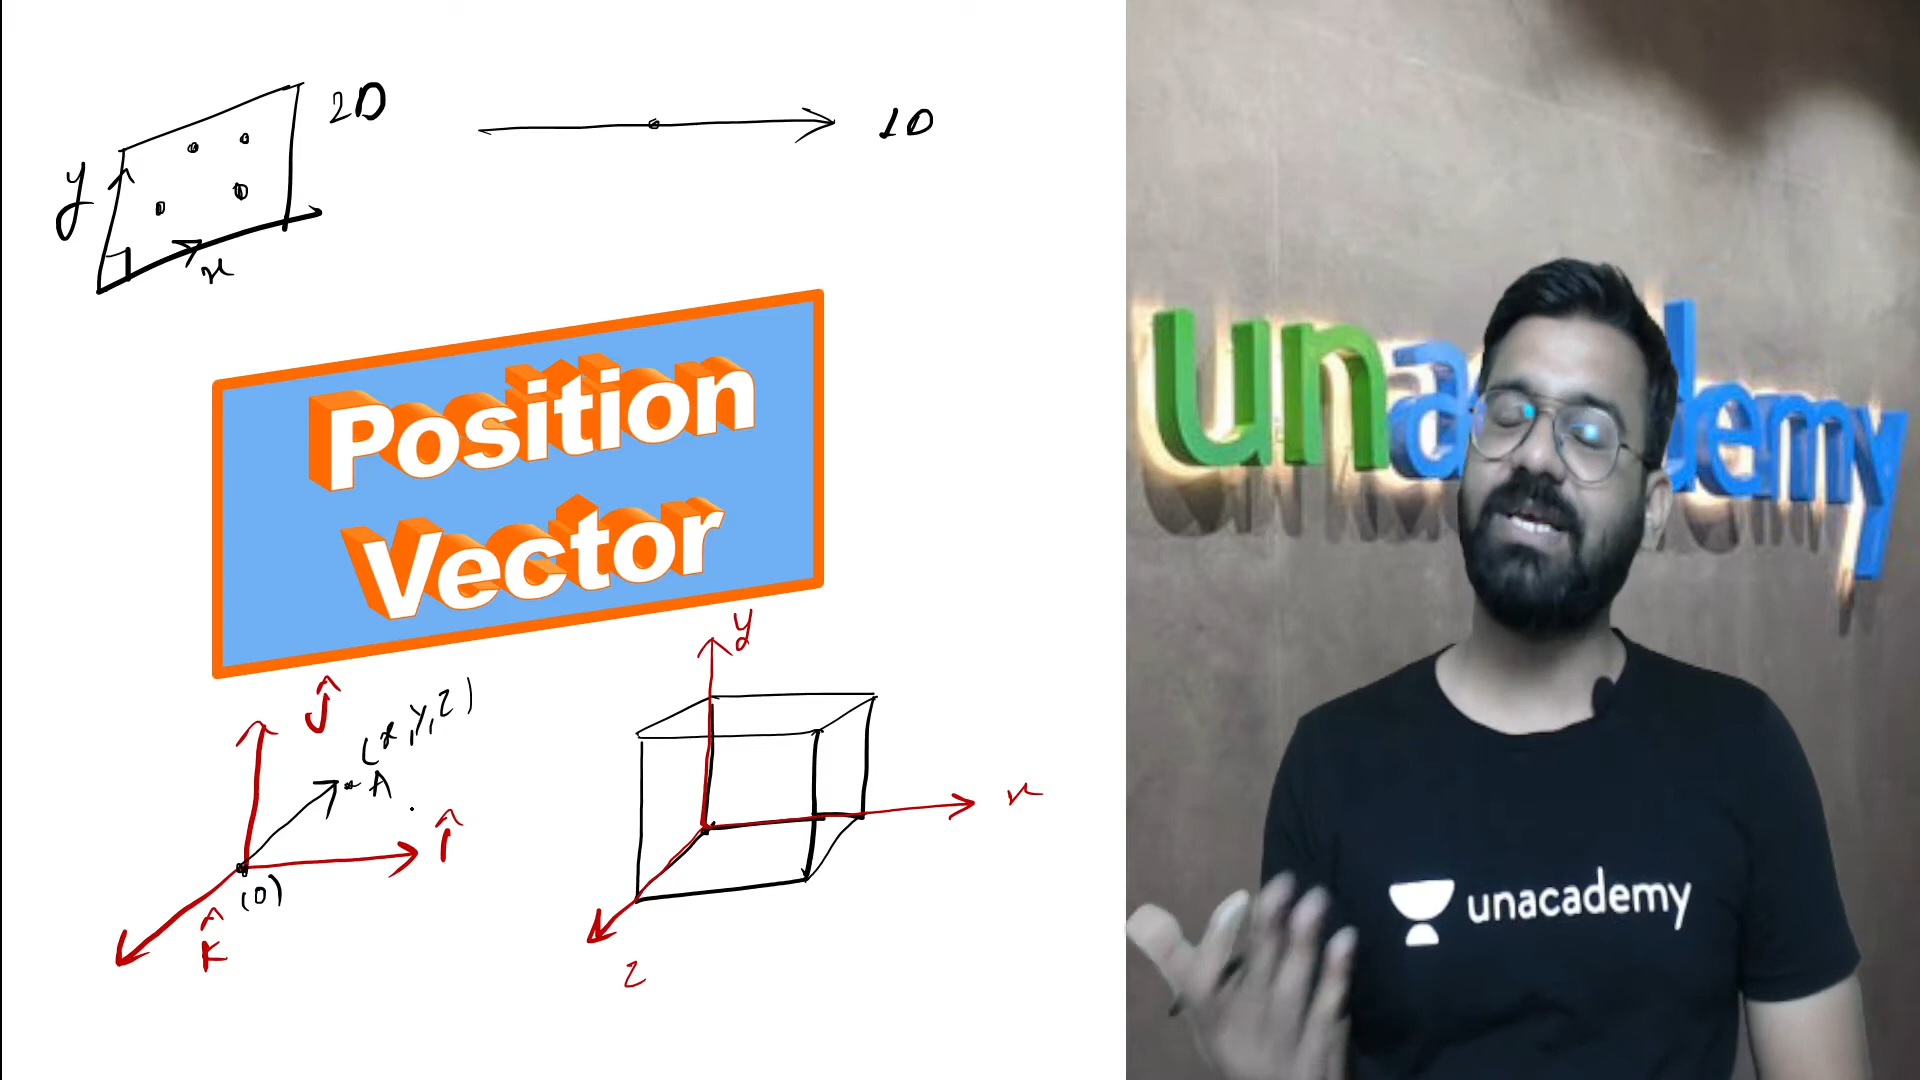 2D
1D
y
x
Position
Vector
y
ĵ
(x,y,z)
A
x
î
(0)
k̂
z
unacademy
unacademy